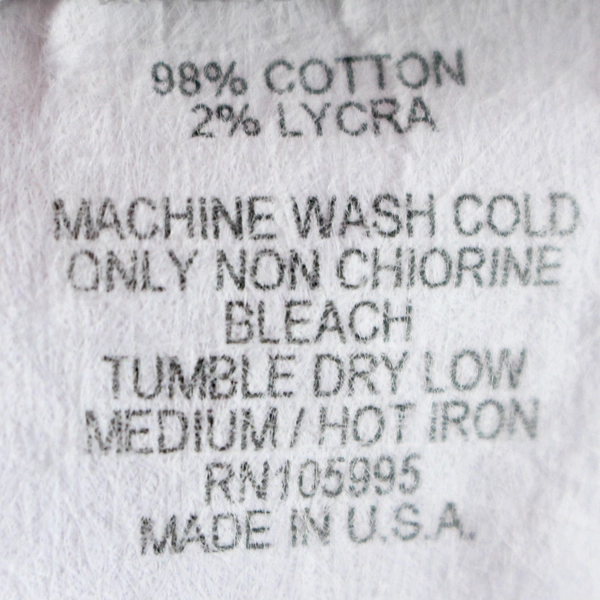 98% COTTON
2% LYCRA
MACHINE WASH COLD
ONLY NON CHIORINE
BLEACH
TUMBLE DRY LOW
MEDIUM / HOT IRON
RN105995
MADE IN U.S.A.